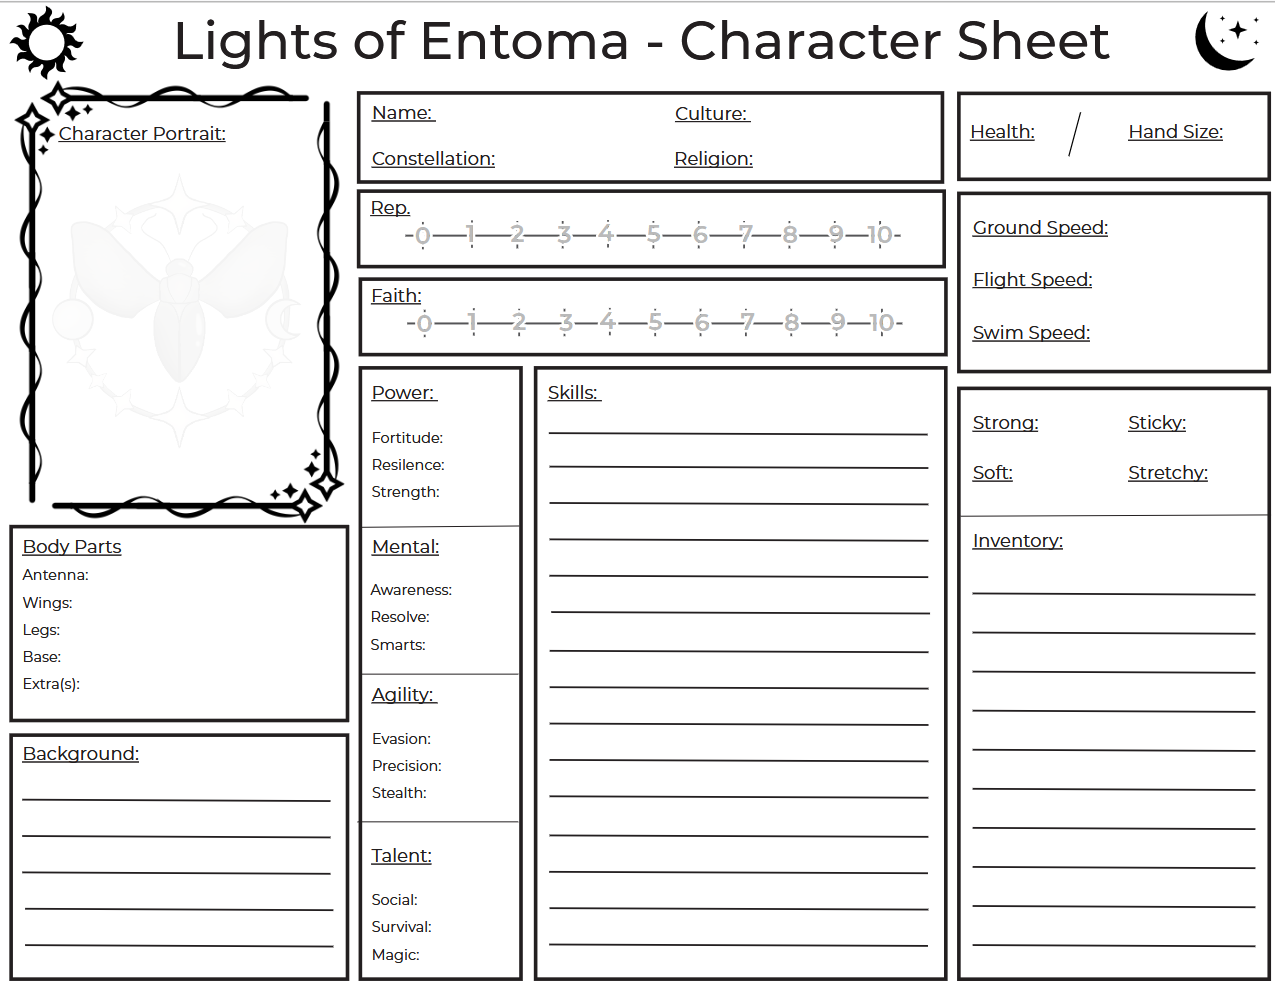 Lights of Entoma - Character Sheet
Character Portrait:
Name:
Culture:
Constellation:
Religion:
Health: /
Hand Size:
Rep.
0 1 2 3 4 5 6 7 8 9 10
Faith:
0 1 2 3 4 5 6 7 8 9 10
Ground Speed:
Flight Speed:
Swim Speed:
Body Parts
Antenna:
Wings:
Legs:
Base:
Extra(s):
Background:
Power:
Fortitude:
Resilence:
Strength:
Mental:
Awareness:
Resolve:
Smarts:
Agility:
Evasion:
Precision:
Stealth:
Talent:
Social:
Survival:
Magic:
Skills:
Strong:
Sticky:
Soft:
Stretchy:
Inventory: